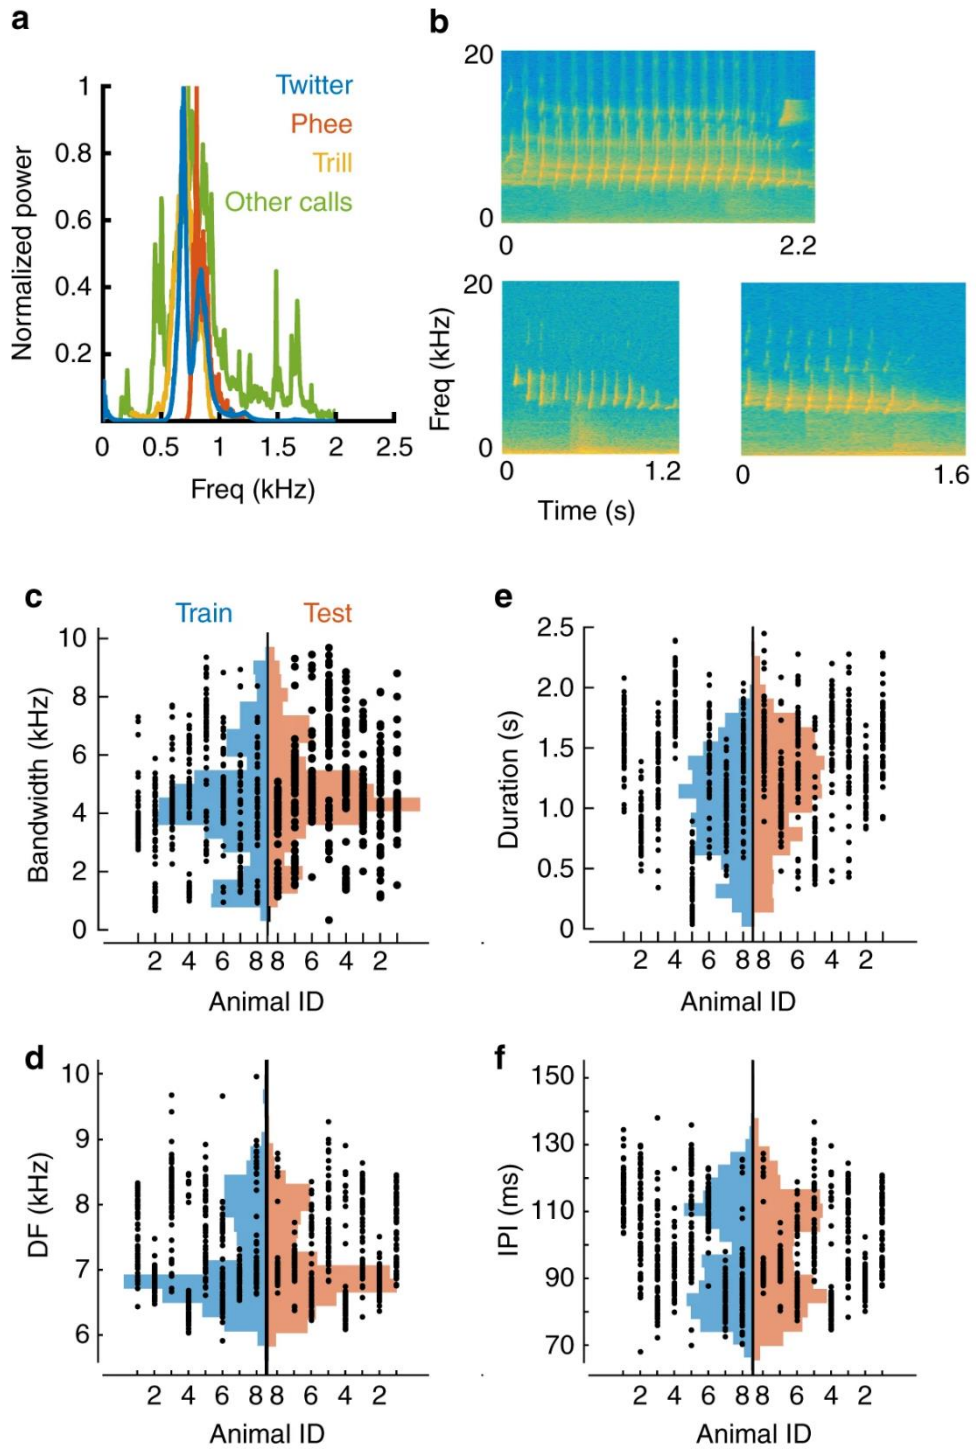 a
Normalized power
1
0.8
0.6
0.4
0.2
Twitter
Phee
Trill
Other calls
0 0.5 1 1.5 2 2.5
Freq (kHz)
b
20
0
0 2.2
Freq (kHz)
20
0
0 1.2
0 1.6
Time (s)
c
Train Test
Bandwidth (kHz)
10
8
6
4
2
0
2 4 6 8 8 6 4 2
Animal ID
e
Duration (s)
2.5
2.0
1.5
1.0
0.5
0
2 4 6 8 8 6 4 2
Animal ID
d
DF (kHz)
10
9
8
7
6
2 4 6 8 8 6 4 2
Animal ID
f
IPI (ms)
150
130
110
90
70
2 4 6 8 8 6 4 2
Animal ID